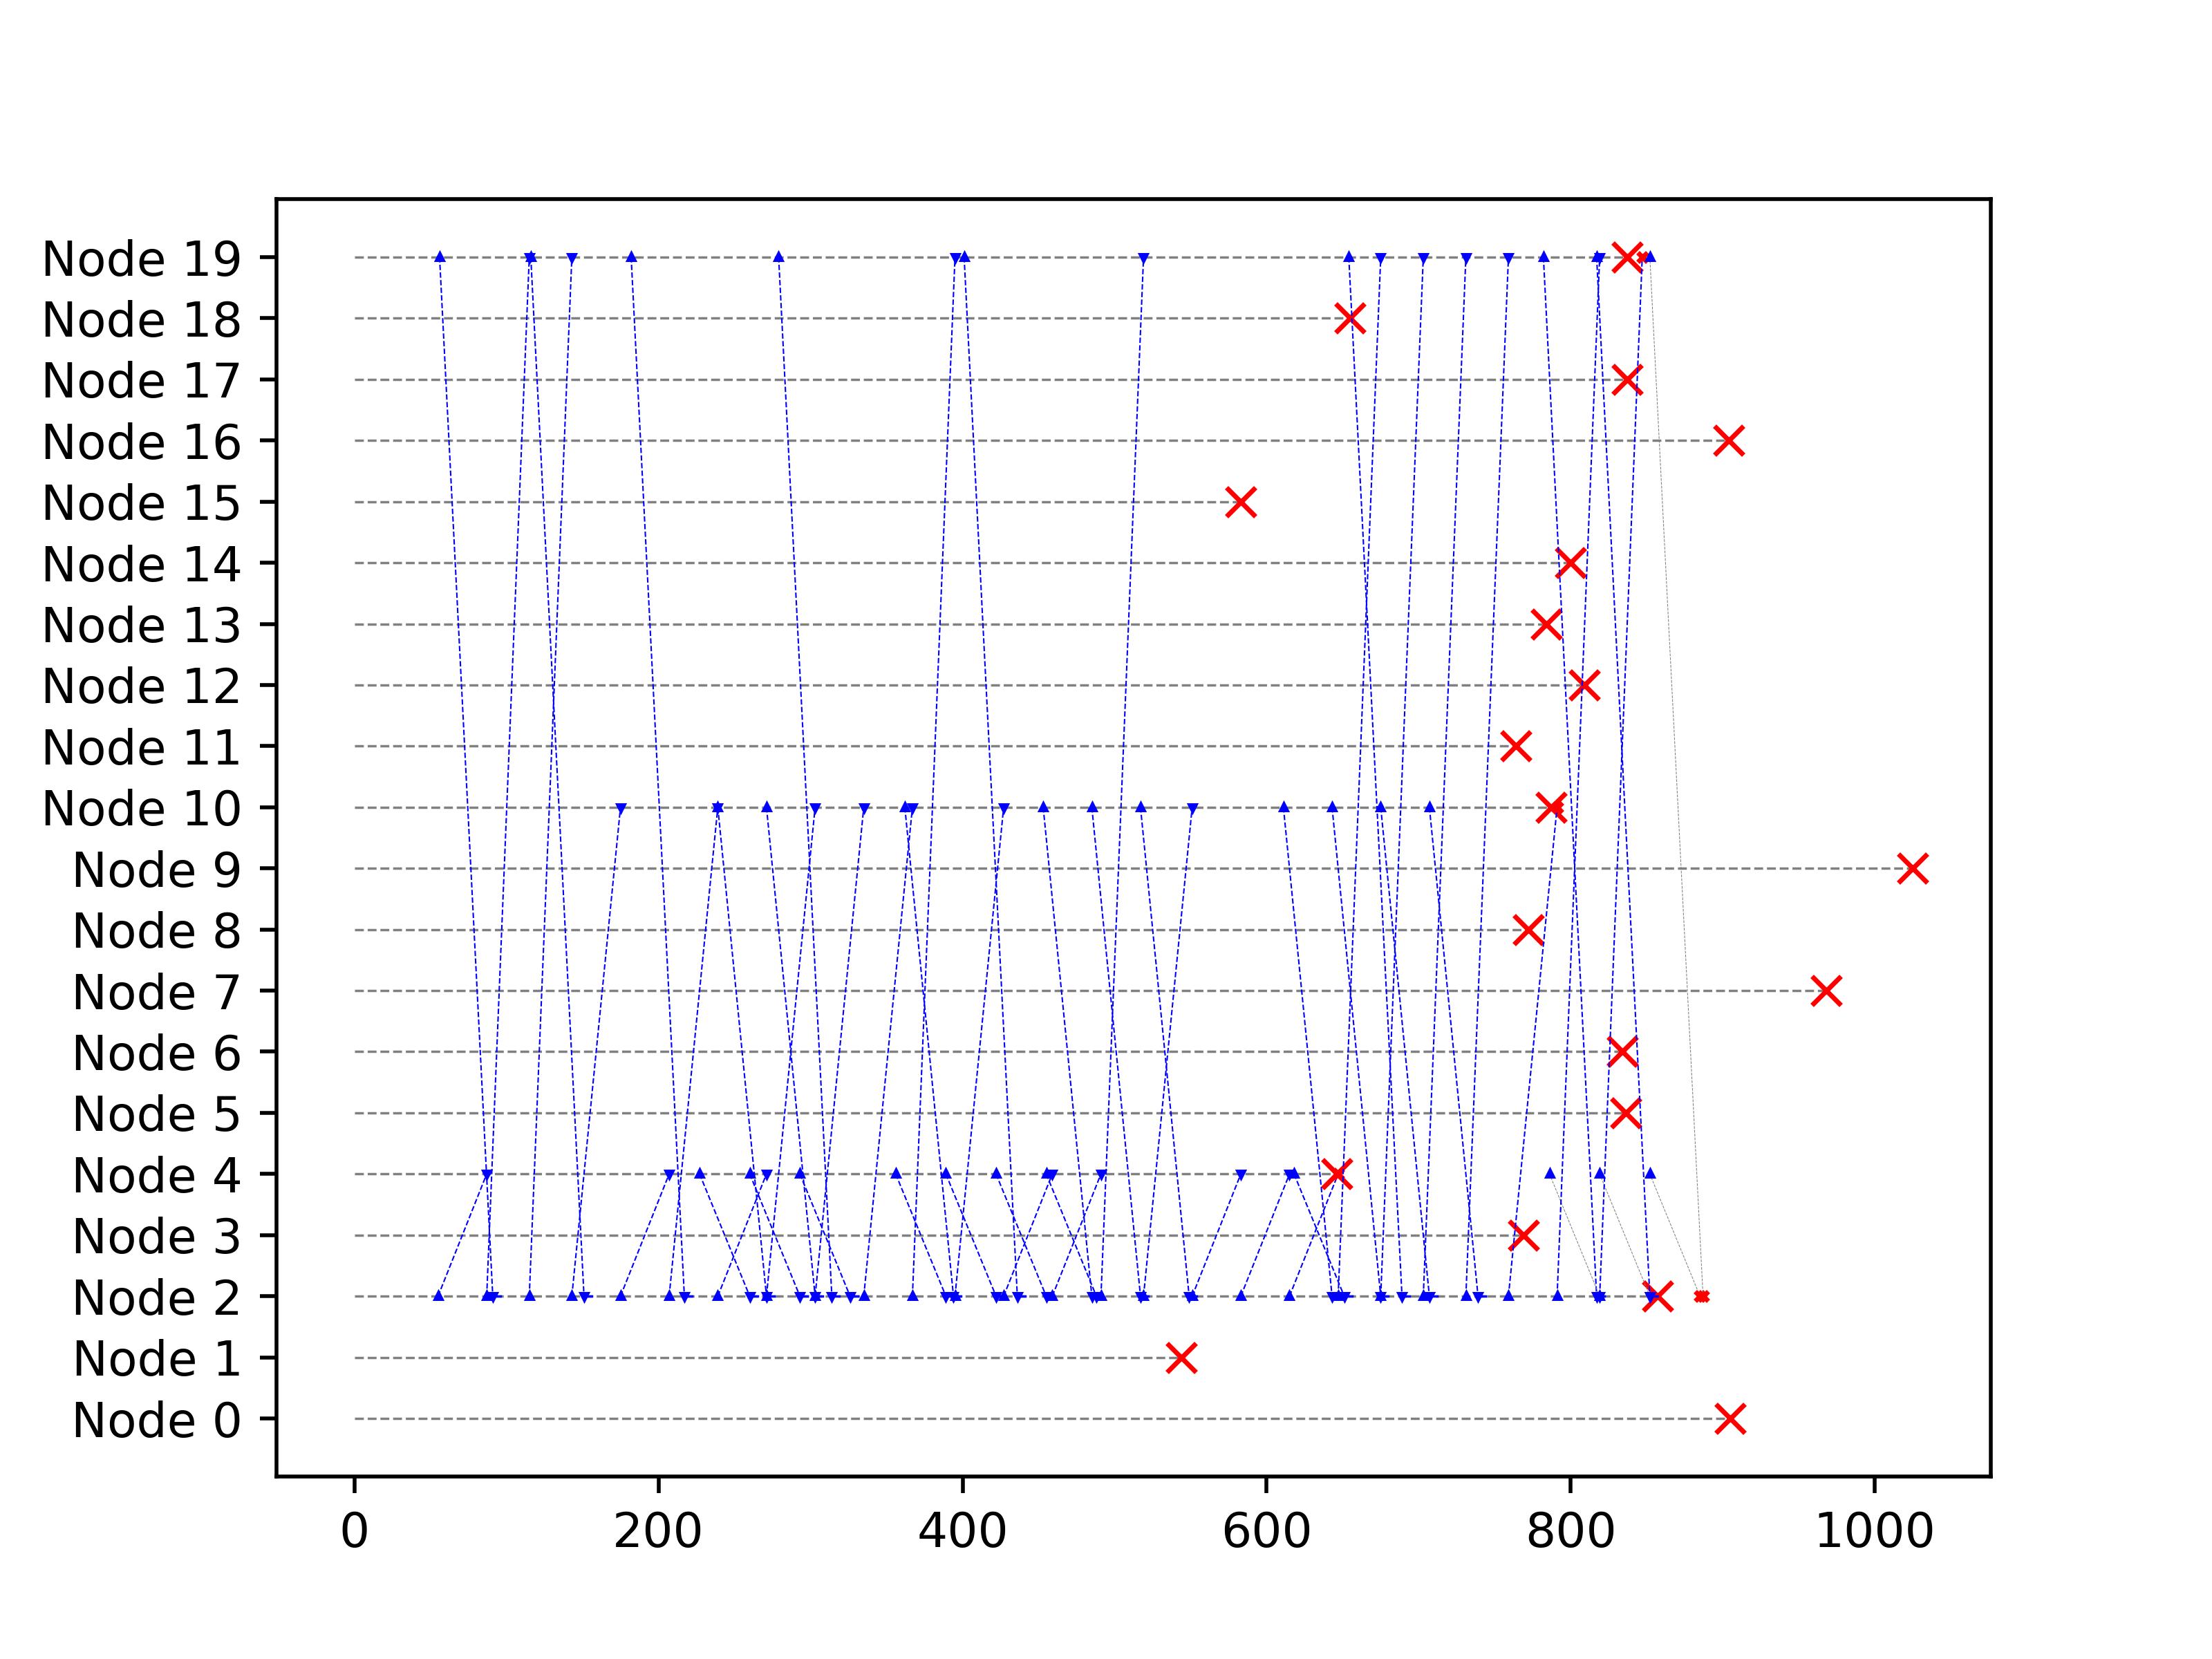 Node 19
Node 18
Node 17
Node 16
Node 15
Node 14
Node 13
Node 12
Node 11
Node 10
Node 9
Node 8
Node 7
Node 6
Node 5
Node 4
Node 3
Node 2
Node 1
Node 0
0 200 400 600 800 1000